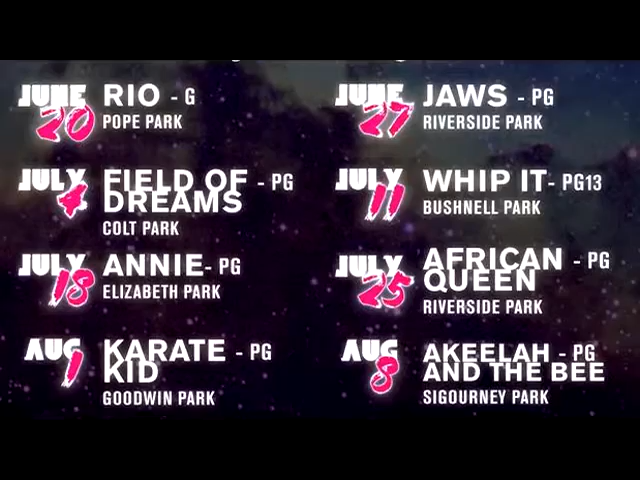 JUNE 20 RIO - G
POPE PARK
JUNE 27 JAWS - PG
RIVERSIDE PARK
JULY 4 FIELD OF DREAMS - PG
COLT PARK
JULY 11 WHIP IT- PG13
BUSHNELL PARK
JULY 18 ANNIE- PG
ELIZABETH PARK
JULY 25 AFRICAN QUEEN - PG
RIVERSIDE PARK
AUG 1 KARATE KID - PG
GOODWIN PARK
AUG 8 AKEELAH AND THE BEE - PG
SIGOURNEY PARK